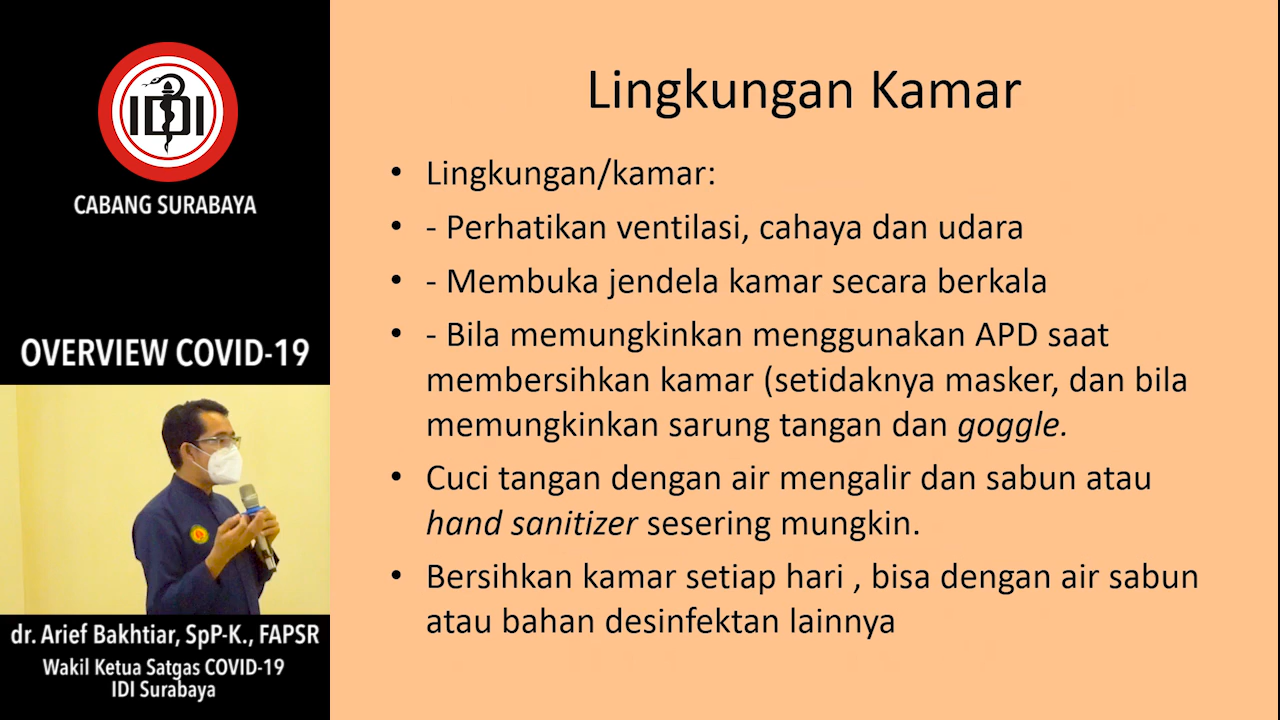 IDI
CABANG SURABAYA
OVERVIEW COVID-19
dr. Arief Bakhtiar, SpP-K., FAPSR
Wakil Ketua Satgas COVID-19
IDI Surabaya
Lingkungan Kamar
• Lingkungan/kamar:
• - Perhatikan ventilasi, cahaya dan udara
• - Membuka jendela kamar secara berkala
• - Bila memungkinkan menggunakan APD saat
membersihkan kamar (setidaknya masker, dan bila
memungkinkan sarung tangan dan goggle.
• Cuci tangan dengan air mengalir dan sabun atau
hand sanitizer sesering mungkin.
• Bersihkan kamar setiap hari , bisa dengan air sabun
atau bahan desinfektan lainnya